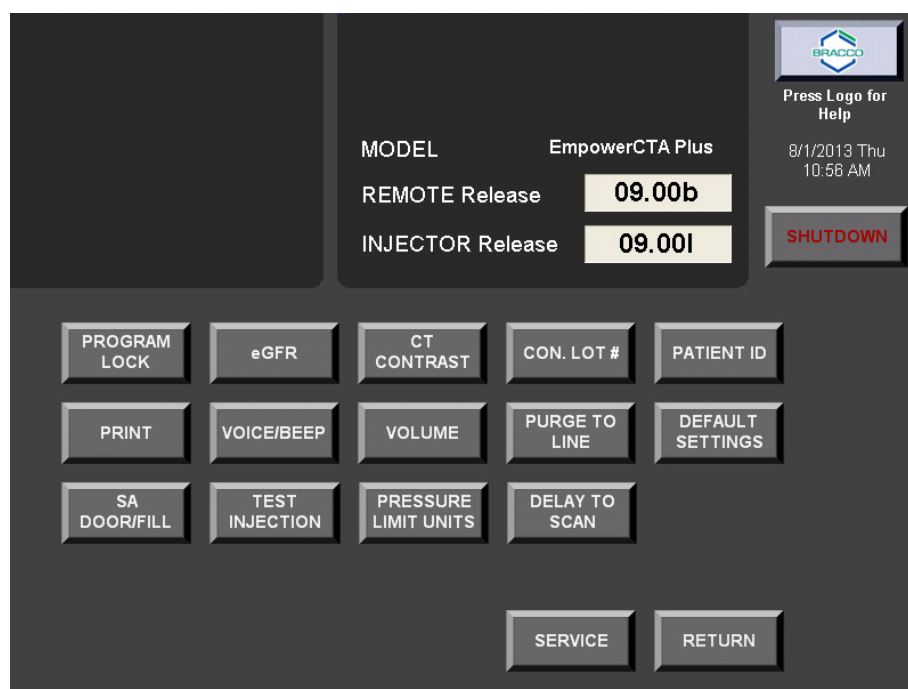 BRACCO
Press Logo for
Help
MODEL EmpowerCTA Plus
8/1/2013 Thu
10:56 AM
REMOTE Release 09.00b
INJECTOR Release 09.00l
SHUTDOWN
PROGRAM
LOCK
eGFR
CT
CONTRAST
CON. LOT #
PATIENT ID
PRINT
VOICE/BEEP
VOLUME
PURGE TO
LINE
DEFAULT
SETTINGS
SA
DOOR/FILL
TEST
INJECTION
PRESSURE
LIMIT UNITS
DELAY TO
SCAN
SERVICE
RETURN